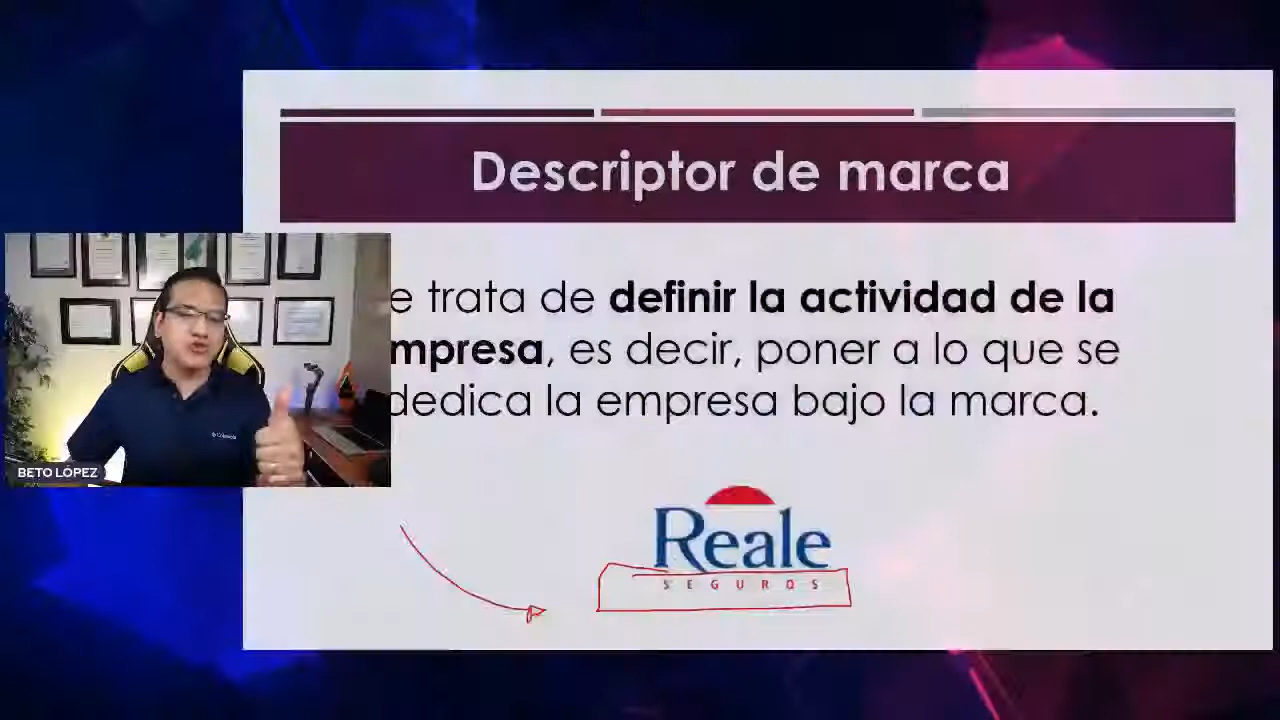 Descriptor de marca
e trata de definir la actividad de la
mpresa, es decir, poner a lo que se
dedica la empresa bajo la marca.
BETO LÓPEZ
Reale
SEGUROS